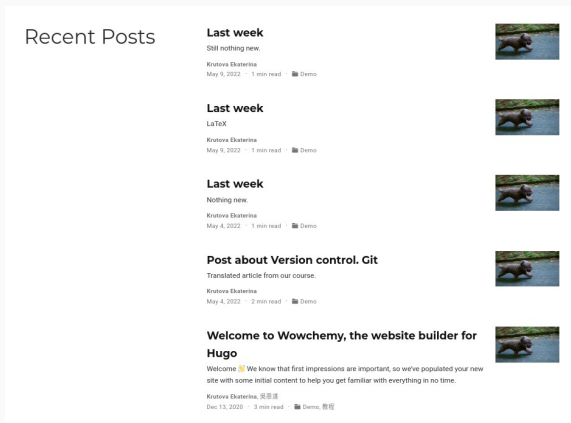 Recent Posts
Last week
Still nothing new.
Krutova Ekaterina
May 9, 2022 · 1 min read · Demo
Last week
LaTeX
Krutova Ekaterina
May 9, 2022 · 1 min read · Demo
Last week
Nothing new.
Krutova Ekaterina
May 4, 2022 · 1 min read · Demo
Post about Version control. Git
Translated article from our course.
Krutova Ekaterina
May 4, 2022 · 2 min read · Demo
Welcome to Wowchemy, the website builder for
Hugo
Welcome 👋 We know that first impressions are important, so we've populated your new
site with some initial content to help you get familiar with everything in no time.
Krutova Ekaterina, 吳恩達
Dec 13, 2020 · 3 min read · Demo, 教程